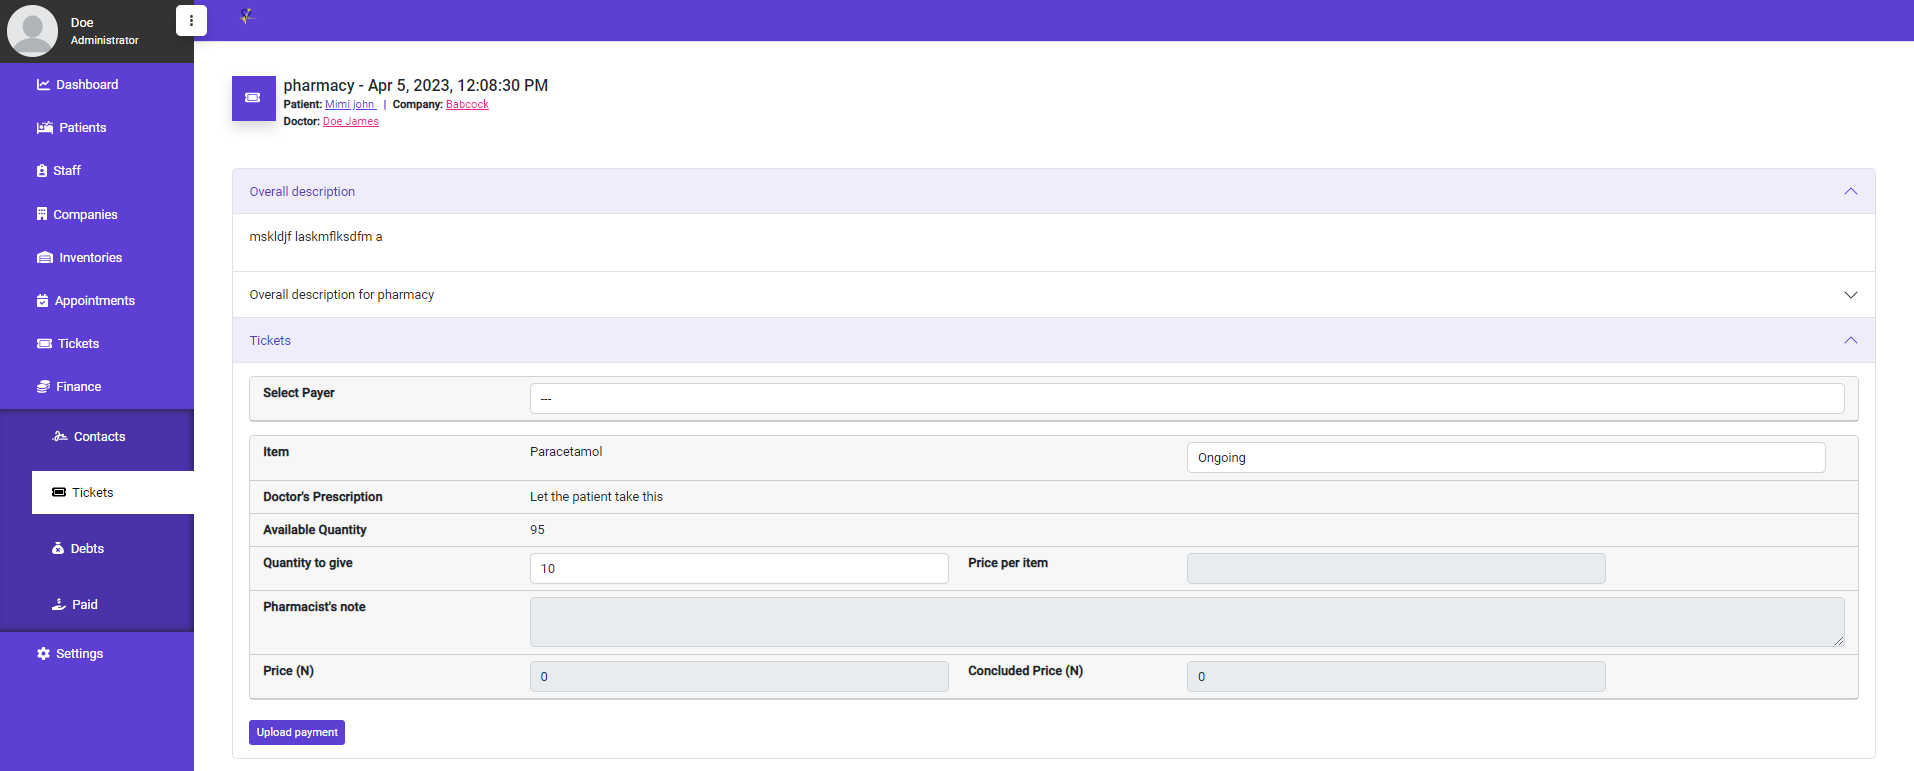 Doe
Administrator
Dashboard
Patients
Staff
Companies
Inventories
Appointments
Tickets
Finance
Contacts
Tickets
Debts
Paid
Settings
pharmacy - Apr 5, 2023, 12:08:30 PM
Patient: Mimi john | Company: Babcock
Doctor: Doe James
Overall description
mskldjf laskmflksdfm a
Overall description for pharmacy
Tickets
Select Payer ---
Item Paracetamol Ongoing
Doctor's Prescription Let the patient take this
Available Quantity 95
Quantity to give 10 Price per item
Pharmacist's note
Price (N) 0 Concluded Price (N) 0
Upload payment